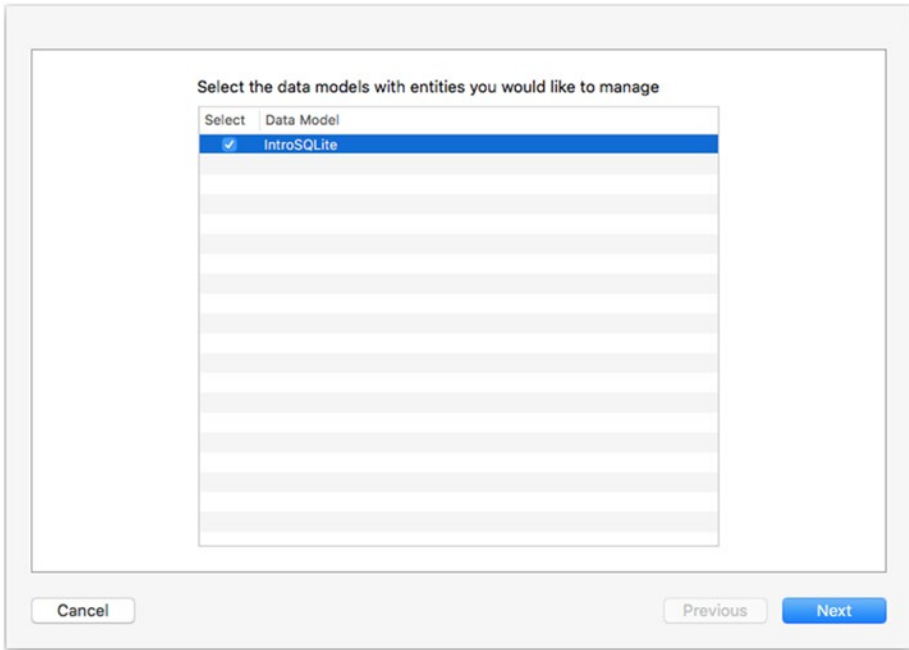 Select the data models with entities you would like to manage
Select Data Model
IntroSQLite
Cancel Previous Next